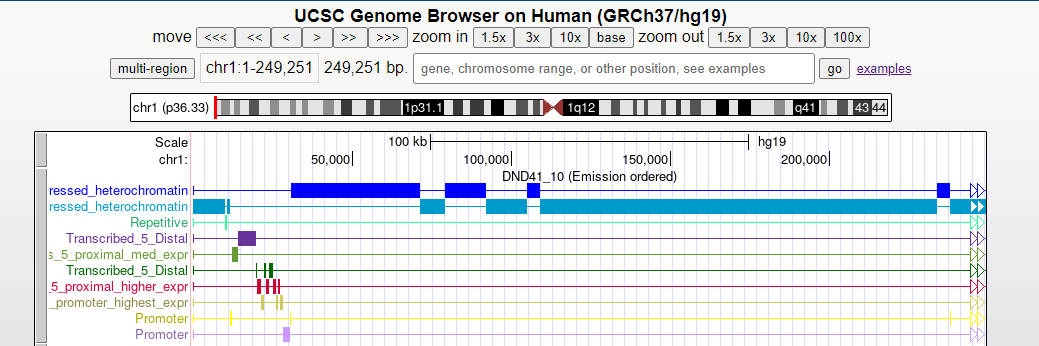 UCSC Genome Browser on Human (GRCh37/hg19)
move <<< << < > >> >>> zoom in 1.5x 3x 10x base zoom out 1.5x 3x 10x 100x
multi-region chr1:1-249,251 249,251 bp. gene, chromosome range, or other position, see examples go examples
chr1 (p36.33) 1p31.1 1q12 q41 43 44
Scale 100 kb hg19
chr1: 50,000 100,000 150,000 200,000
DND41_10 (Emission ordered)
ressed_heterochromatin
ressed_heterochromatin
Repetitive
Transcribed_5_Distal
s_5_proximal_med_expr
Transcribed_5_Distal
_5_proximal_higher_expr
_promoter_highest_expr
Promoter
Promoter